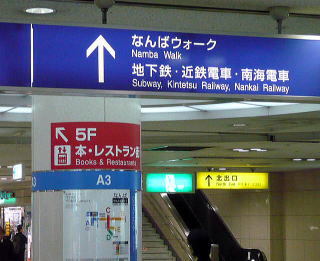 なんばウォーク
Namba Walk
地下鉄・近鉄電車・南海電車
Subway, Kintetsu Railway, Nankai Railway
5F
本・レストラン
Books & Restaurants
A3
北出口